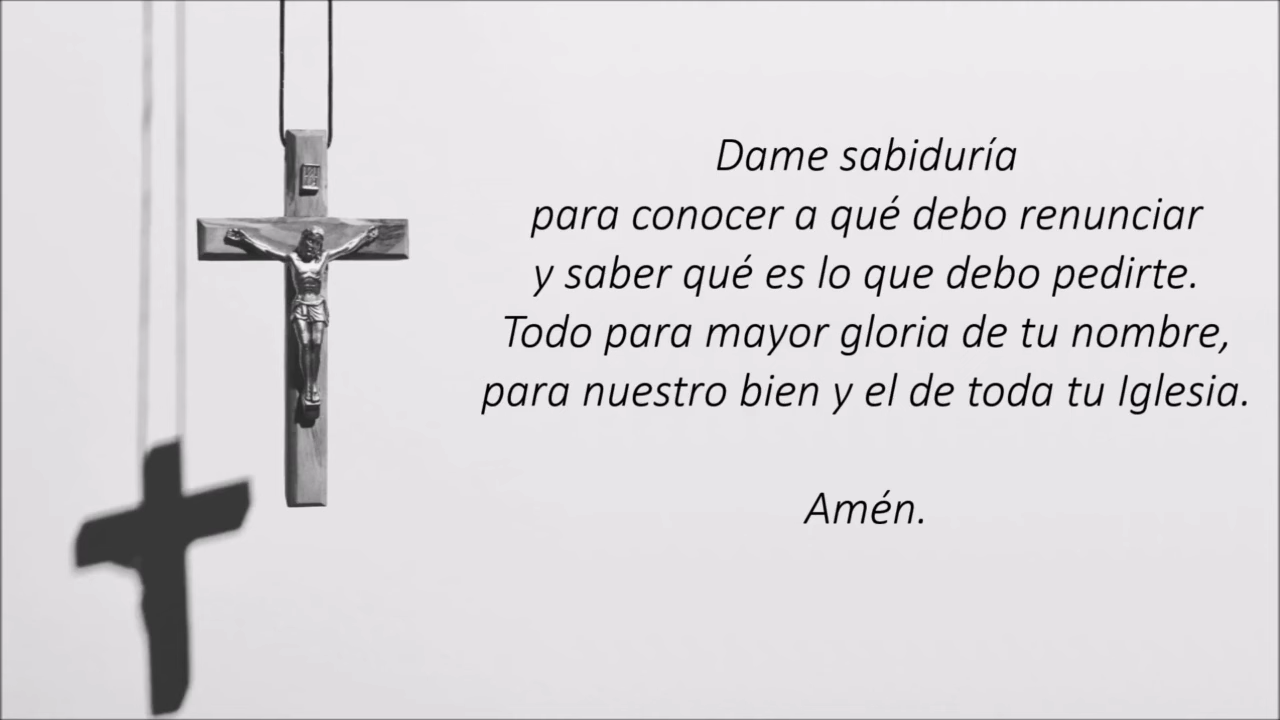 Dame sabiduría
para conocer a qué debo renunciar
y saber qué es lo que debo pedirte.
Todo para mayor gloria de tu nombre,
para nuestro bien y el de toda tu Iglesia.
Amén.